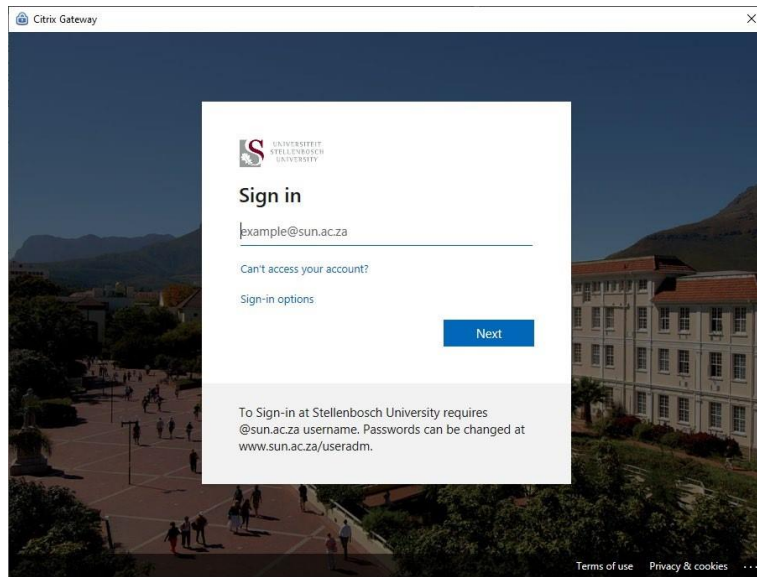 Citrix Gateway
UNIVERSITEIT
STELLENBOSCH
UNIVERSITY
Sign in
example@sun.ac.za
Can't access your account?
Sign-in options
Next
To Sign-in at Stellenbosch University requires
@sun.ac.za username. Passwords can be changed at
www.sun.ac.za/useradm.
Terms of use Privacy & cookies ...